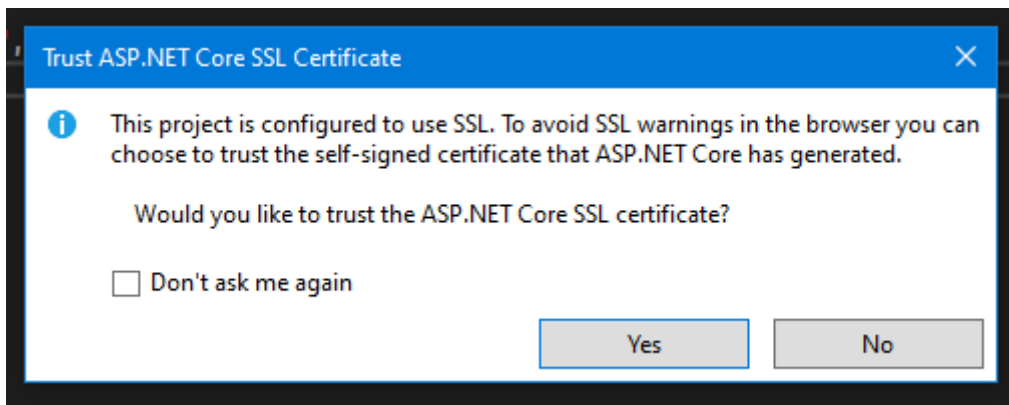 Trust ASP.NET Core SSL Certificate
This project is configured to use SSL. To avoid SSL warnings in the browser you can
choose to trust the self-signed certificate that ASP.NET Core has generated.
Would you like to trust the ASP.NET Core SSL certificate?
Don't ask me again
Yes
No